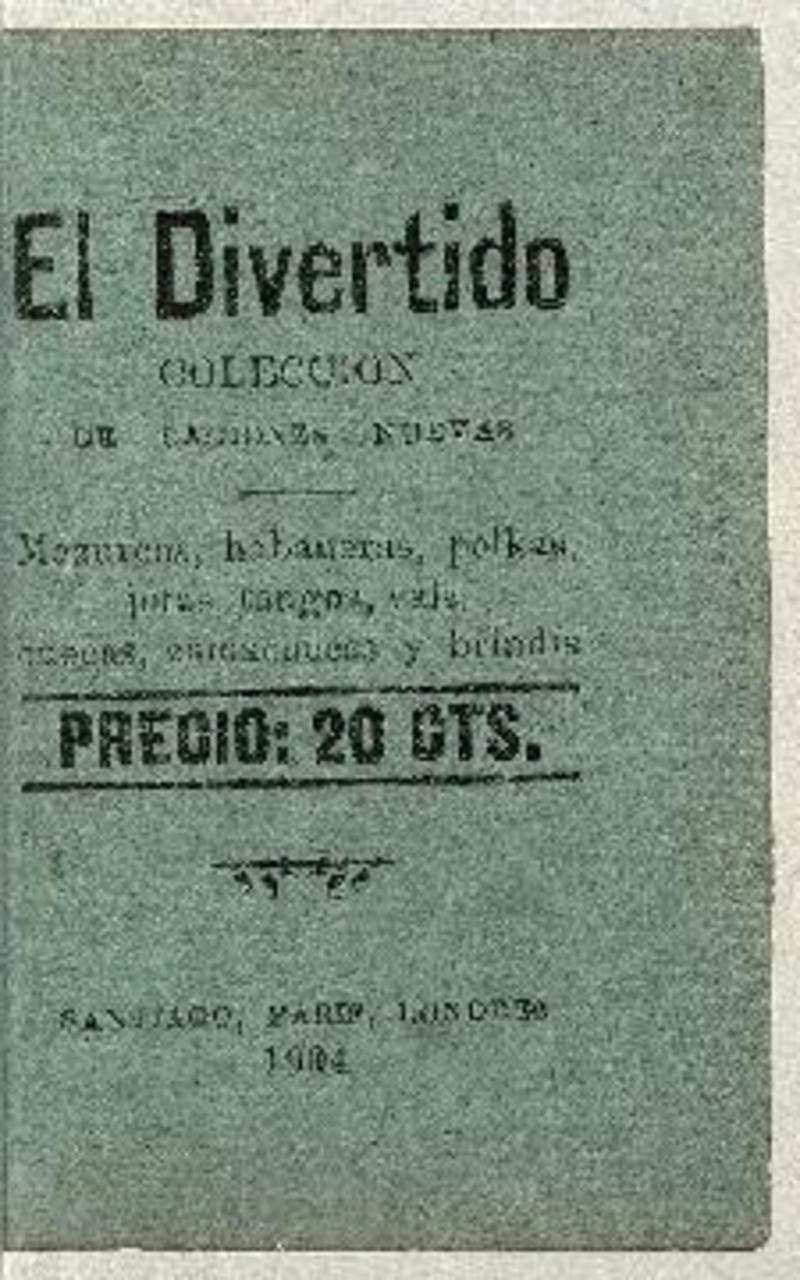 El Divertido
COLECCION
DE CANCIONES NUEVAS
Mazurcas, habaneras, polkas,
jotas tangos, vals,
cuecas, zamacuecas y brindis
PRECIO: 20 CTS.
SANTIAGO, PARIS, LONDRES